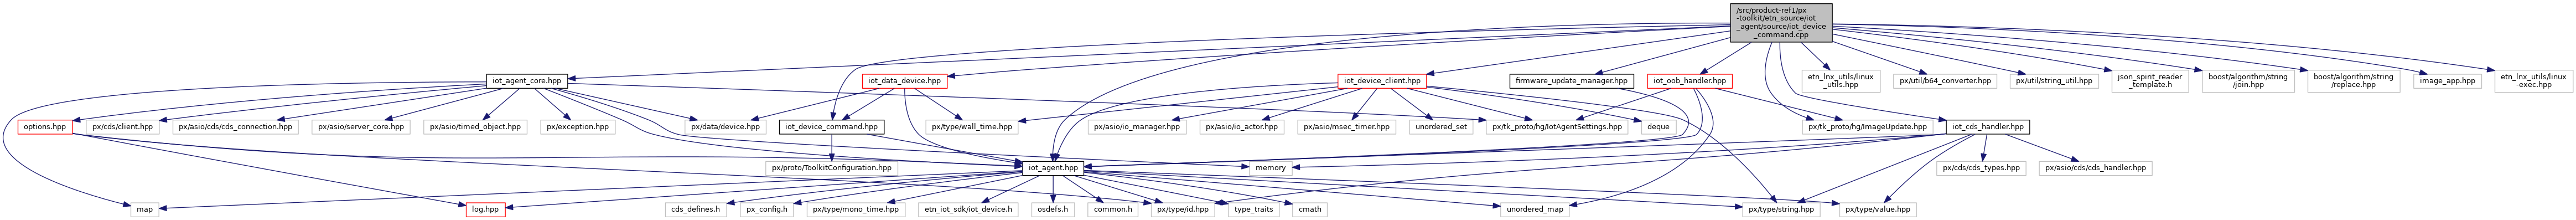 /src/product-ref1/px
-toolkit/etn_source/iot
_agent/source/iot_device
_command.cpp
iot_agent_core.hpp
iot_data_device.hpp
iot_device_client.hpp
firmware_update_manager.hpp
iot_oob_handler.hpp
etn_lnx_utils/linux
_utils.hpp
px/util/b64_converter.hpp
px/util/string_util.hpp
json_spirit_reader
_template.h
boost/algorithm/string
/join.hpp
boost/algorithm/string
/replace.hpp
image_app.hpp
etn_lnx_utils/linux
-exec.hpp
options.hpp
px/cds/client.hpp
px/asio/cds/cds_connection.hpp
px/asio/server_core.hpp
px/asio/timed_object.hpp
px/exception.hpp
px/data/device.hpp
iot_device_command.hpp
px/type/wall_time.hpp
px/asio/io_manager.hpp
px/asio/io_actor.hpp
px/asio/msec_timer.hpp
unordered_set
px/tk_proto/hg/IotAgentSettings.hpp
deque
px/tk_proto/hg/ImageUpdate.hpp
iot_cds_handler.hpp
px/proto/ToolkitConfiguration.hpp
iot_agent.hpp
memory
px/cds/cds_types.hpp
px/asio/cds/cds_handler.hpp
map
log.hpp
cds_defines.h
px_config.h
px/type/mono_time.hpp
etn_iot_sdk/iot_device.h
osdefs.h
common.h
px/type/id.hpp
type_traits
cmath
unordered_map
px/type/string.hpp
px/type/value.hpp